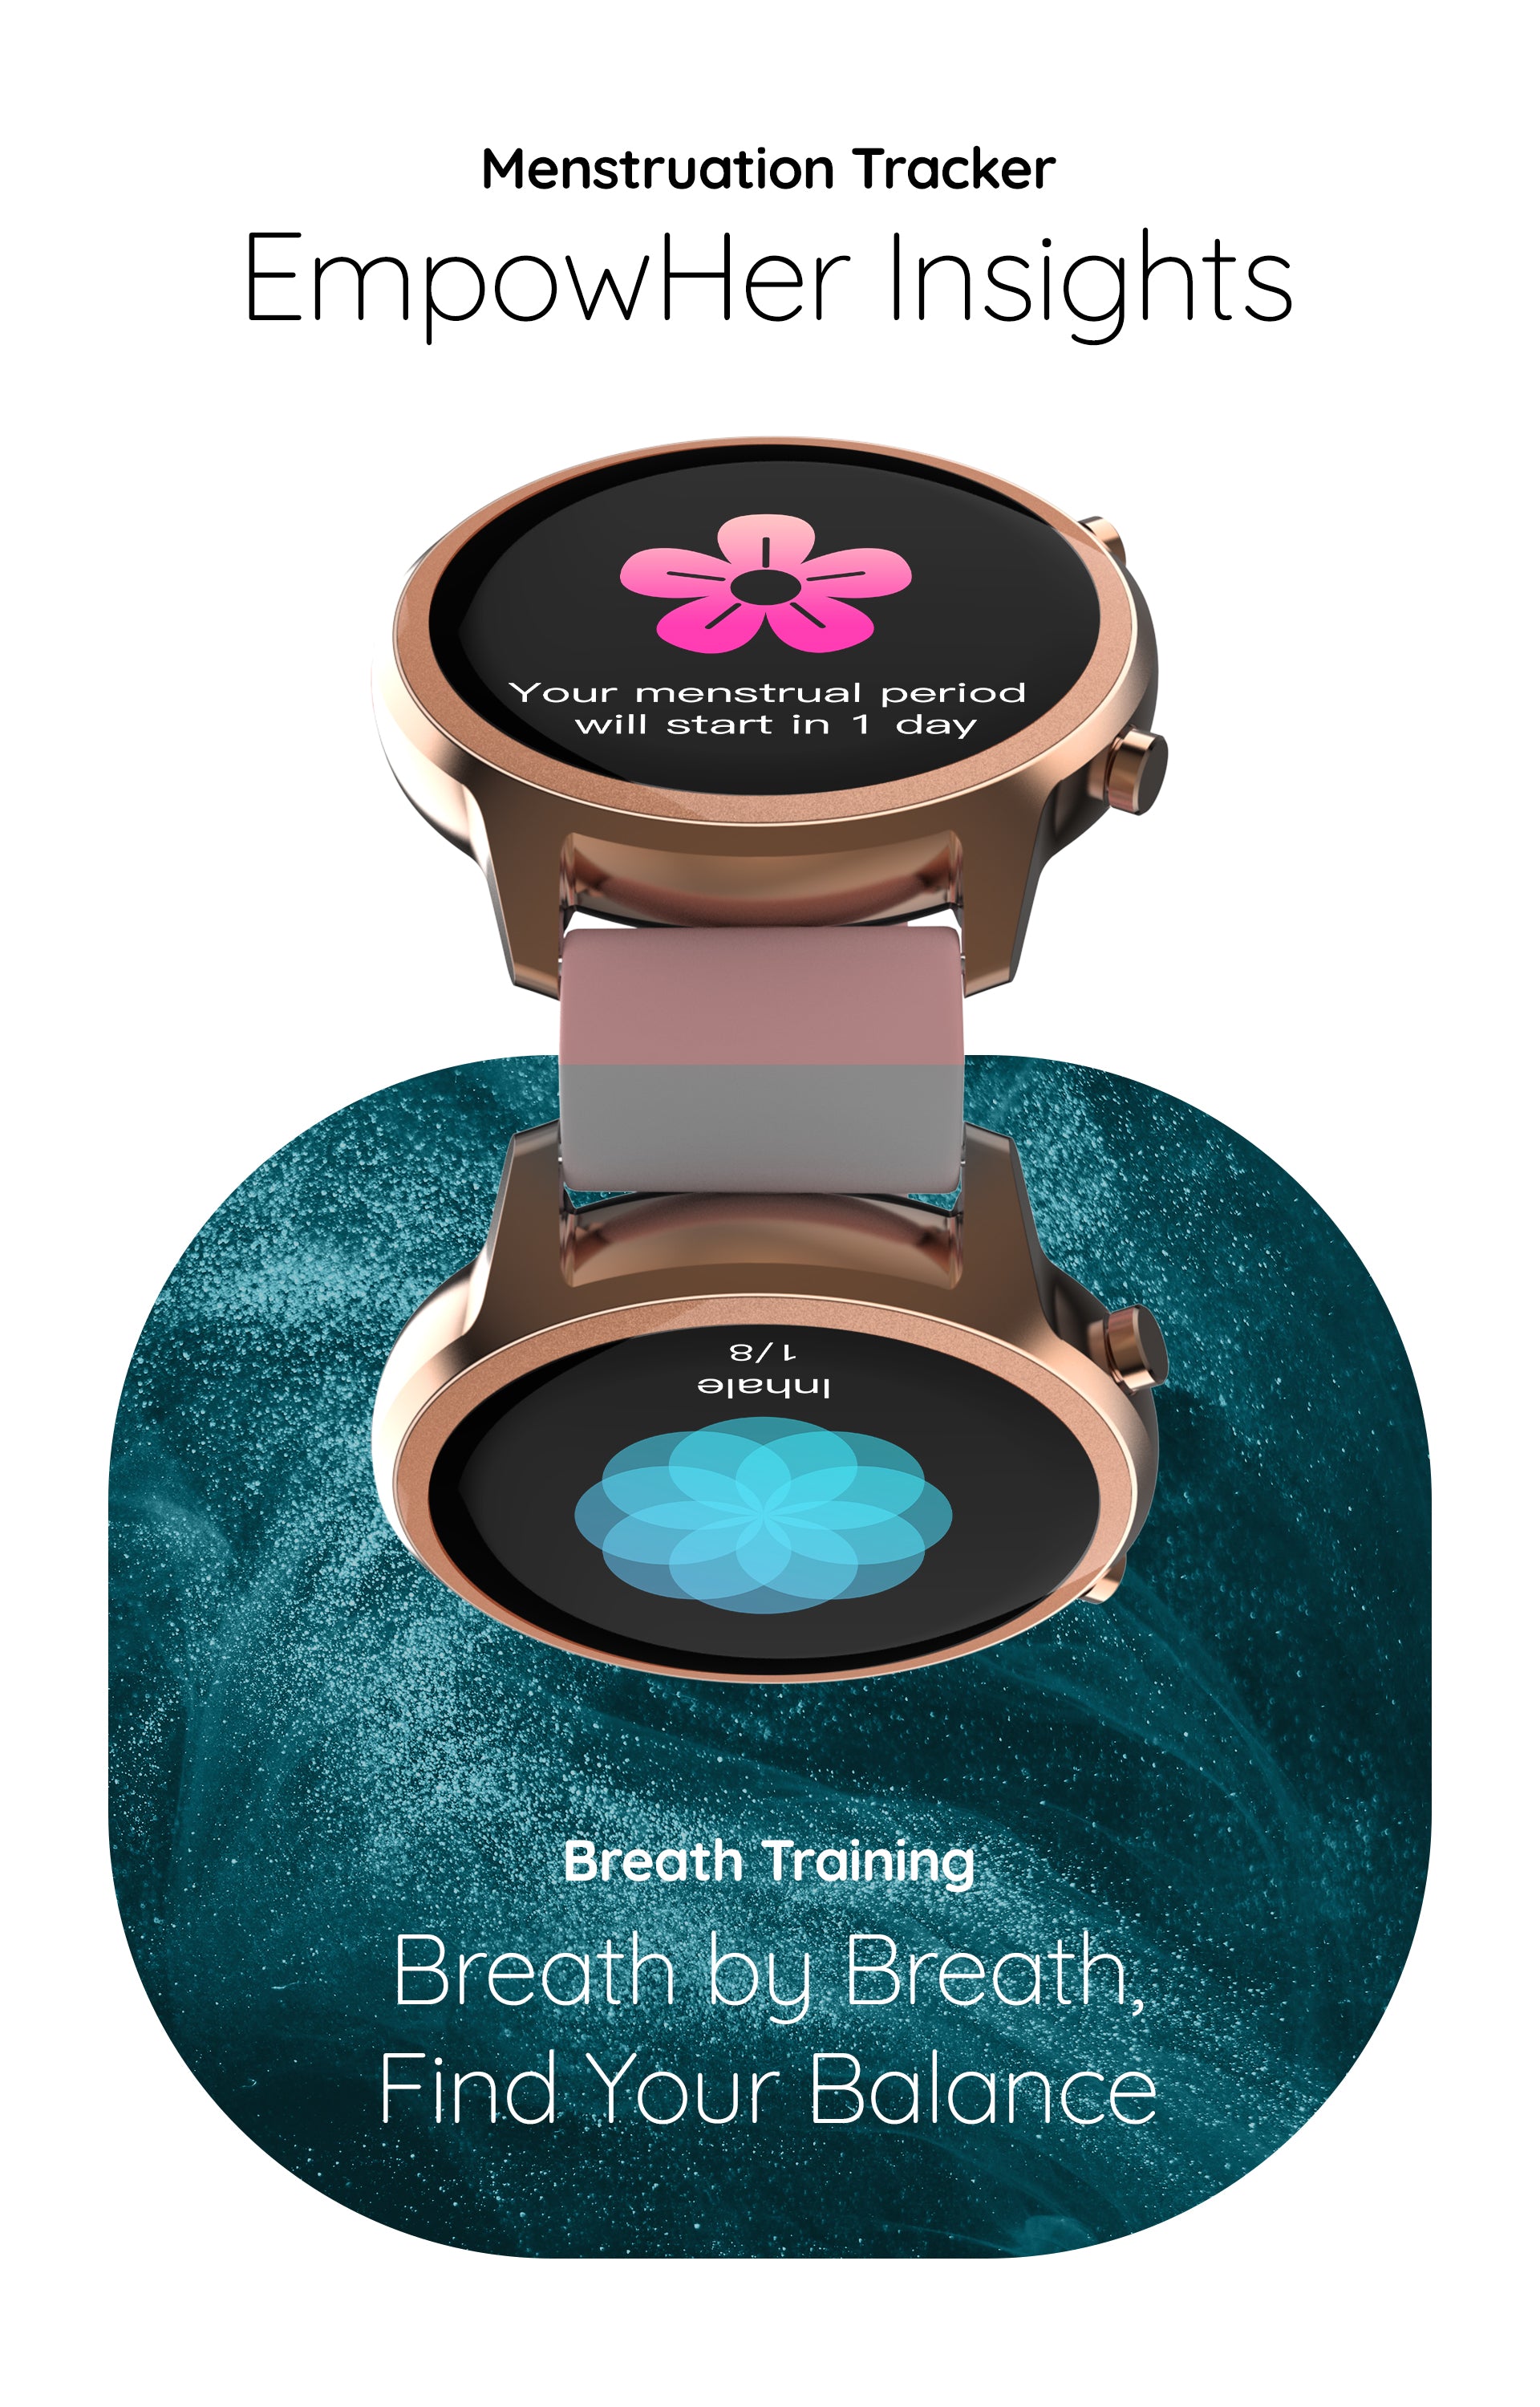 Menstruation Tracker
EmpowHer Insights
Your menstrual period
will start in 1 day
1/8
Inhale
Breath Training
Breath by Breath,
Find Your Balance